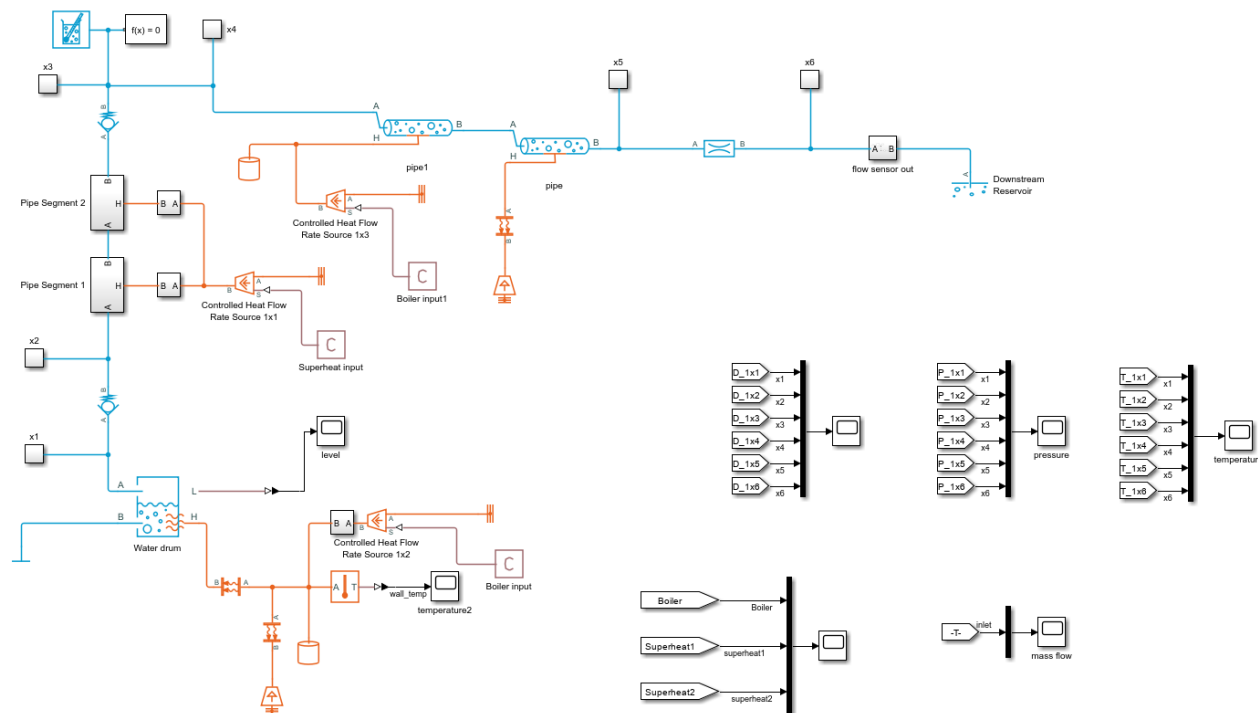 f(x) = 0
x4
x3
x5
x6
B
A
A
B
A
B
A
B
A B
A
H
H
pipe1
pipe
flow sensor out
Downstream
Reservoir
B
Pipe Segment 2
H
B A
A
B
A
S
Controlled Heat Flow
Rate Source 1x3
A
B
C
Boiler input1
B
Pipe Segment 1
H
B A
A
B
A
S
Controlled Heat Flow
Rate Source 1x1
C
Superheat input
x2
B
A
x1
level
A
L
B
H
Water drum
B A
B
A
S
Controlled Heat Flow
Rate Source 1x2
C
Boiler input
B
A
A T
wall_temp
temperature2
A
B
D_1x1
x1
D_1x2
x2
D_1x3
x3
D_1x4
x4
D_1x5
x5
D_1x6
x6
P_1x1
x1
P_1x2
x2
P_1x3
x3
P_1x4
x4
P_1x5
x5
P_1x6
x6
pressure
T_1x1
x1
T_1x2
x2
T_1x3
x3
T_1x4
x4
T_1x5
x5
T_1x6
x6
temperatur
Boiler
Boiler
Superheat1
superheat1
Superheat2
superheat2
-T-
inlet
mass flow